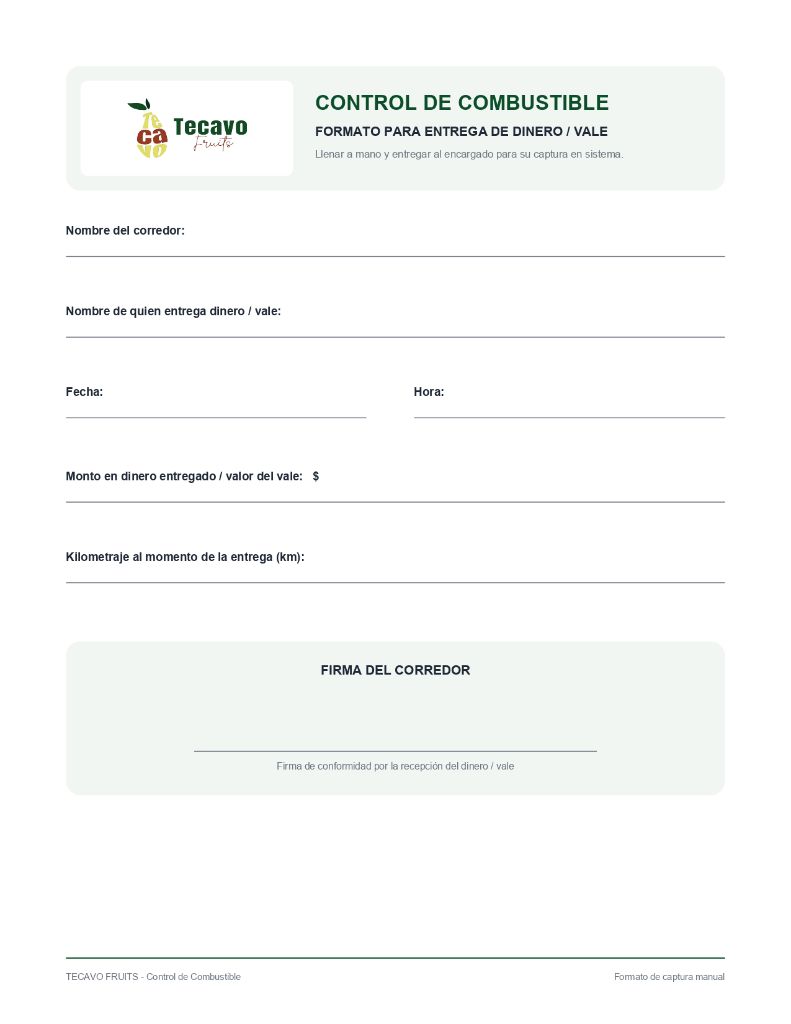 Te
ca
vo
Tecavo
Fruits
CONTROL DE COMBUSTIBLE
FORMATO PARA ENTREGA DE DINERO / VALE
Llenar a mano y entregar al encargado para su captura en sistema.
Nombre del corredor:
Nombre de quien entrega dinero / vale:
Fecha: Hora:
Monto en dinero entregado / valor del vale: $
Kilometraje al momento de la entrega (km):
FIRMA DEL CORREDOR
Firma de conformidad por la recepción del dinero / vale
TECAVO FRUITS - Control de Combustible Formato de captura manual